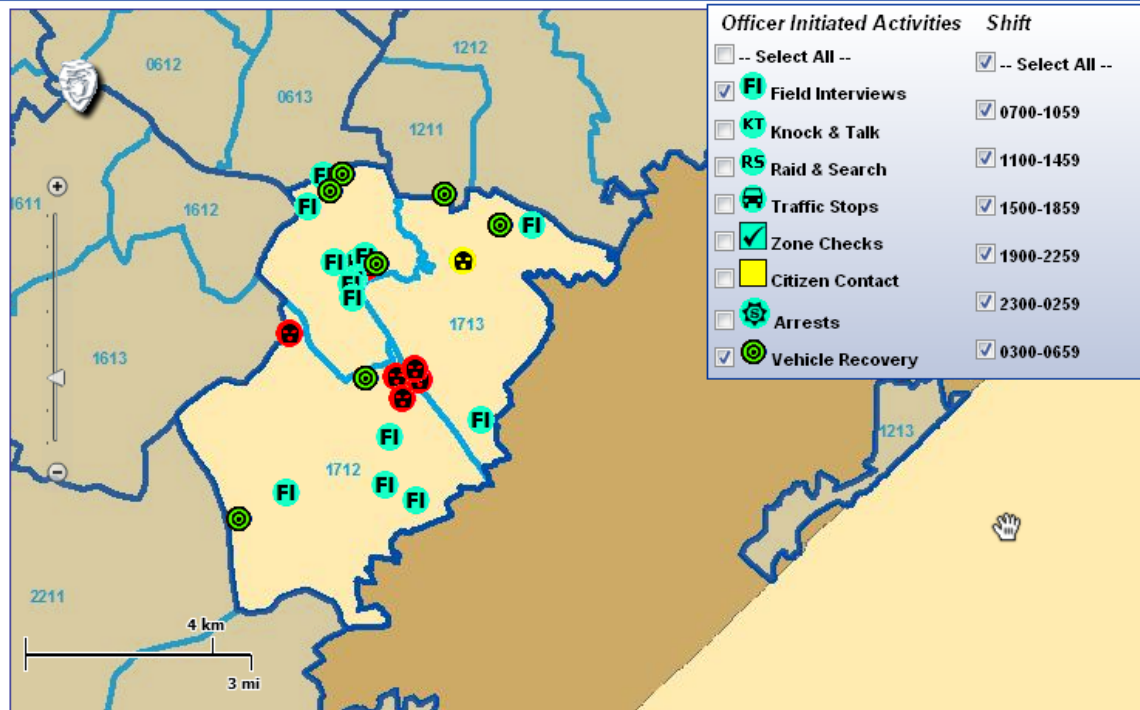 Officer Initiated Activities
Shift
-- Select All --
-- Select All --
FI Field Interviews
0700-1059
KT Knock & Talk
1100-1459
RS Raid & Search
Traffic Stops
1500-1859
Zone Checks
1900-2259
Citizen Contact
S Arrests
2300-0259
Vehicle Recovery
0300-0659
0612
1212
0613
1211
1612
FI
FI
FI
FI
FI
FI
FI
1713
1613
FI
1213
FI
1712
FI
FI
FI
2211
4 km
3 mi